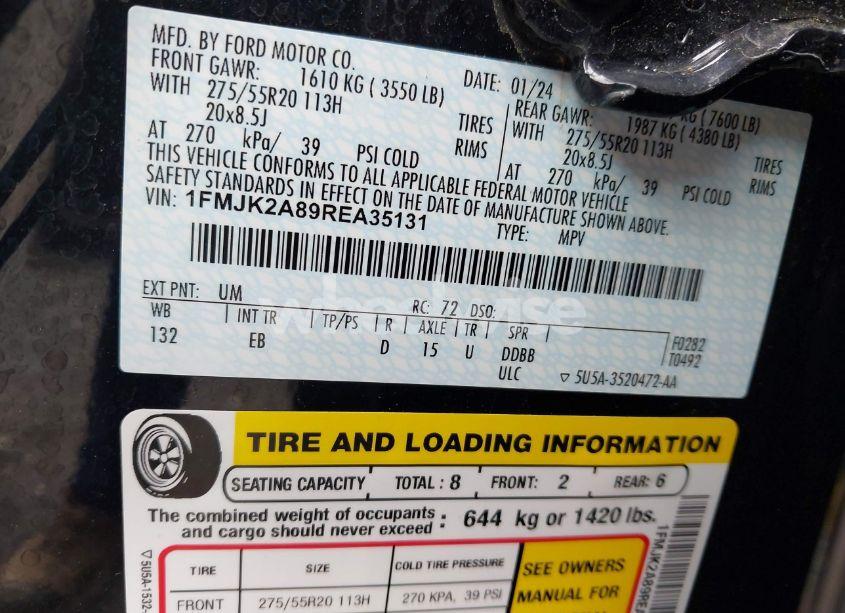 MFD. BY FORD MOTOR CO.
DATE: 01/24
KG ( 7600 LB)
FRONT GAWR: 1610 KG ( 3550 LB)
REAR GAWR: 1987 KG ( 4380 LB)
WITH 275/55R20 113H TIRES
WITH 275/55R20 113H TIRES
20x8.5J RIMS
20x8.5J RIMS
AT 270 kPa/ 39 PSI COLD
AT 270 kPa/ 39 PSI COLD
THIS VEHICLE CONFORMS TO ALL APPLICABLE FEDERAL MOTOR VEHICLE
SAFETY STANDARDS IN EFFECT ON THE DATE OF MANUFACTURE SHOWN ABOVE.
VIN: 1FMJK2A89REA35131
TYPE: MPV
EXT PNT: UM
RC: 72 DSO:
WB INT TR TP/PS R AXLE TR SPR
132 EB D 15 U DDBB
ULC
F0282
T0492
▽ 5U5A-3520472-AA
TIRE AND LOADING INFORMATION
SEATING CAPACITY TOTAL : 8 FRONT: 2 REAR: 6
The combined weight of occupants
and cargo should never exceed : 644 kg or 1420 lbs.
TIRE SIZE COLD TIRE PRESSURE
FRONT 275/55R20 113H 270 KPA, 39 PSI
SEE OWNERS
MANUAL FOR
▽ 5U5A-1532-
1FMJK2A89RE